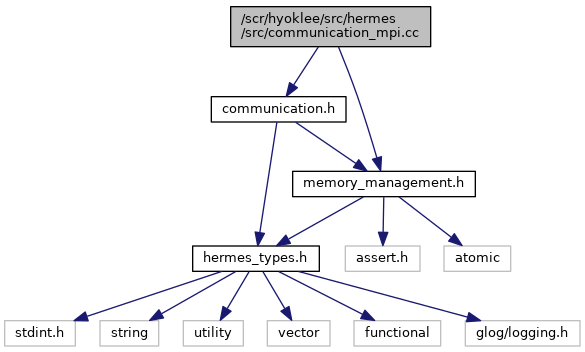 /scr/hyoklee/src/hermes
/src/communication_mpi.cc
communication.h
memory_management.h
hermes_types.h
assert.h
atomic
stdint.h
string
utility
vector
functional
glog/logging.h